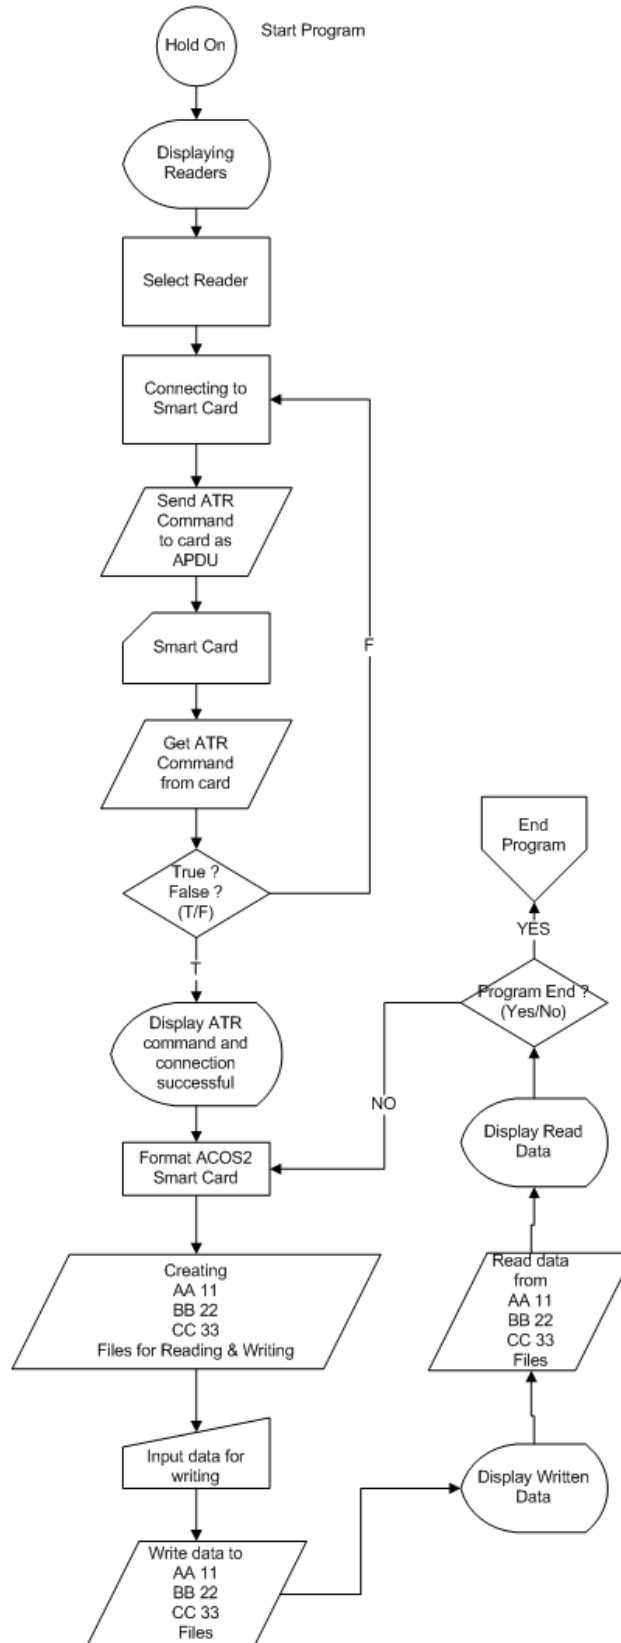 Hold On
Start Program
Displaying
Readers
Select Reader
Connecting to
Smart Card
Send ATR
Command
to card as
APDU
Smart Card
F
Get ATR
Command
from card
True ?
False ?
(T/F)
T
Display ATR
command and
connection
successful
Format ACOS2
Smart Card
Creating
AA 11
BB 22
CC 33
Files for Reading & Writing
Input data for
writing
Write data to
AA 11
BB 22
CC 33
Files
Display Written
Data
Read data
from
AA 11
BB 22
CC 33
Files
Display Read
Data
Program End ?
(Yes/No)
NO
YES
End
Program